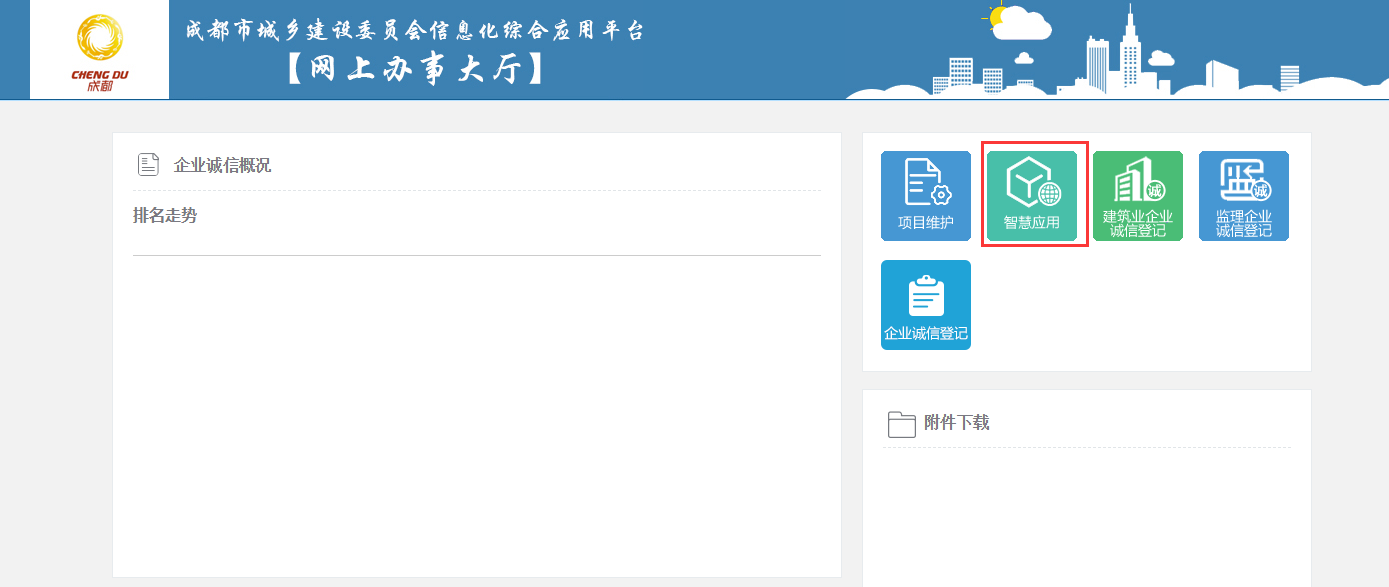 CHENG DU
成都
成都市城乡建设委员会信息化综合应用平台
【网上办事大厅】
企业诚信概况
排名走势
项目维护
智慧应用
诚
建筑业企业
诚信登记
诚
监理企业
诚信登记
企业诚信登记
附件下载